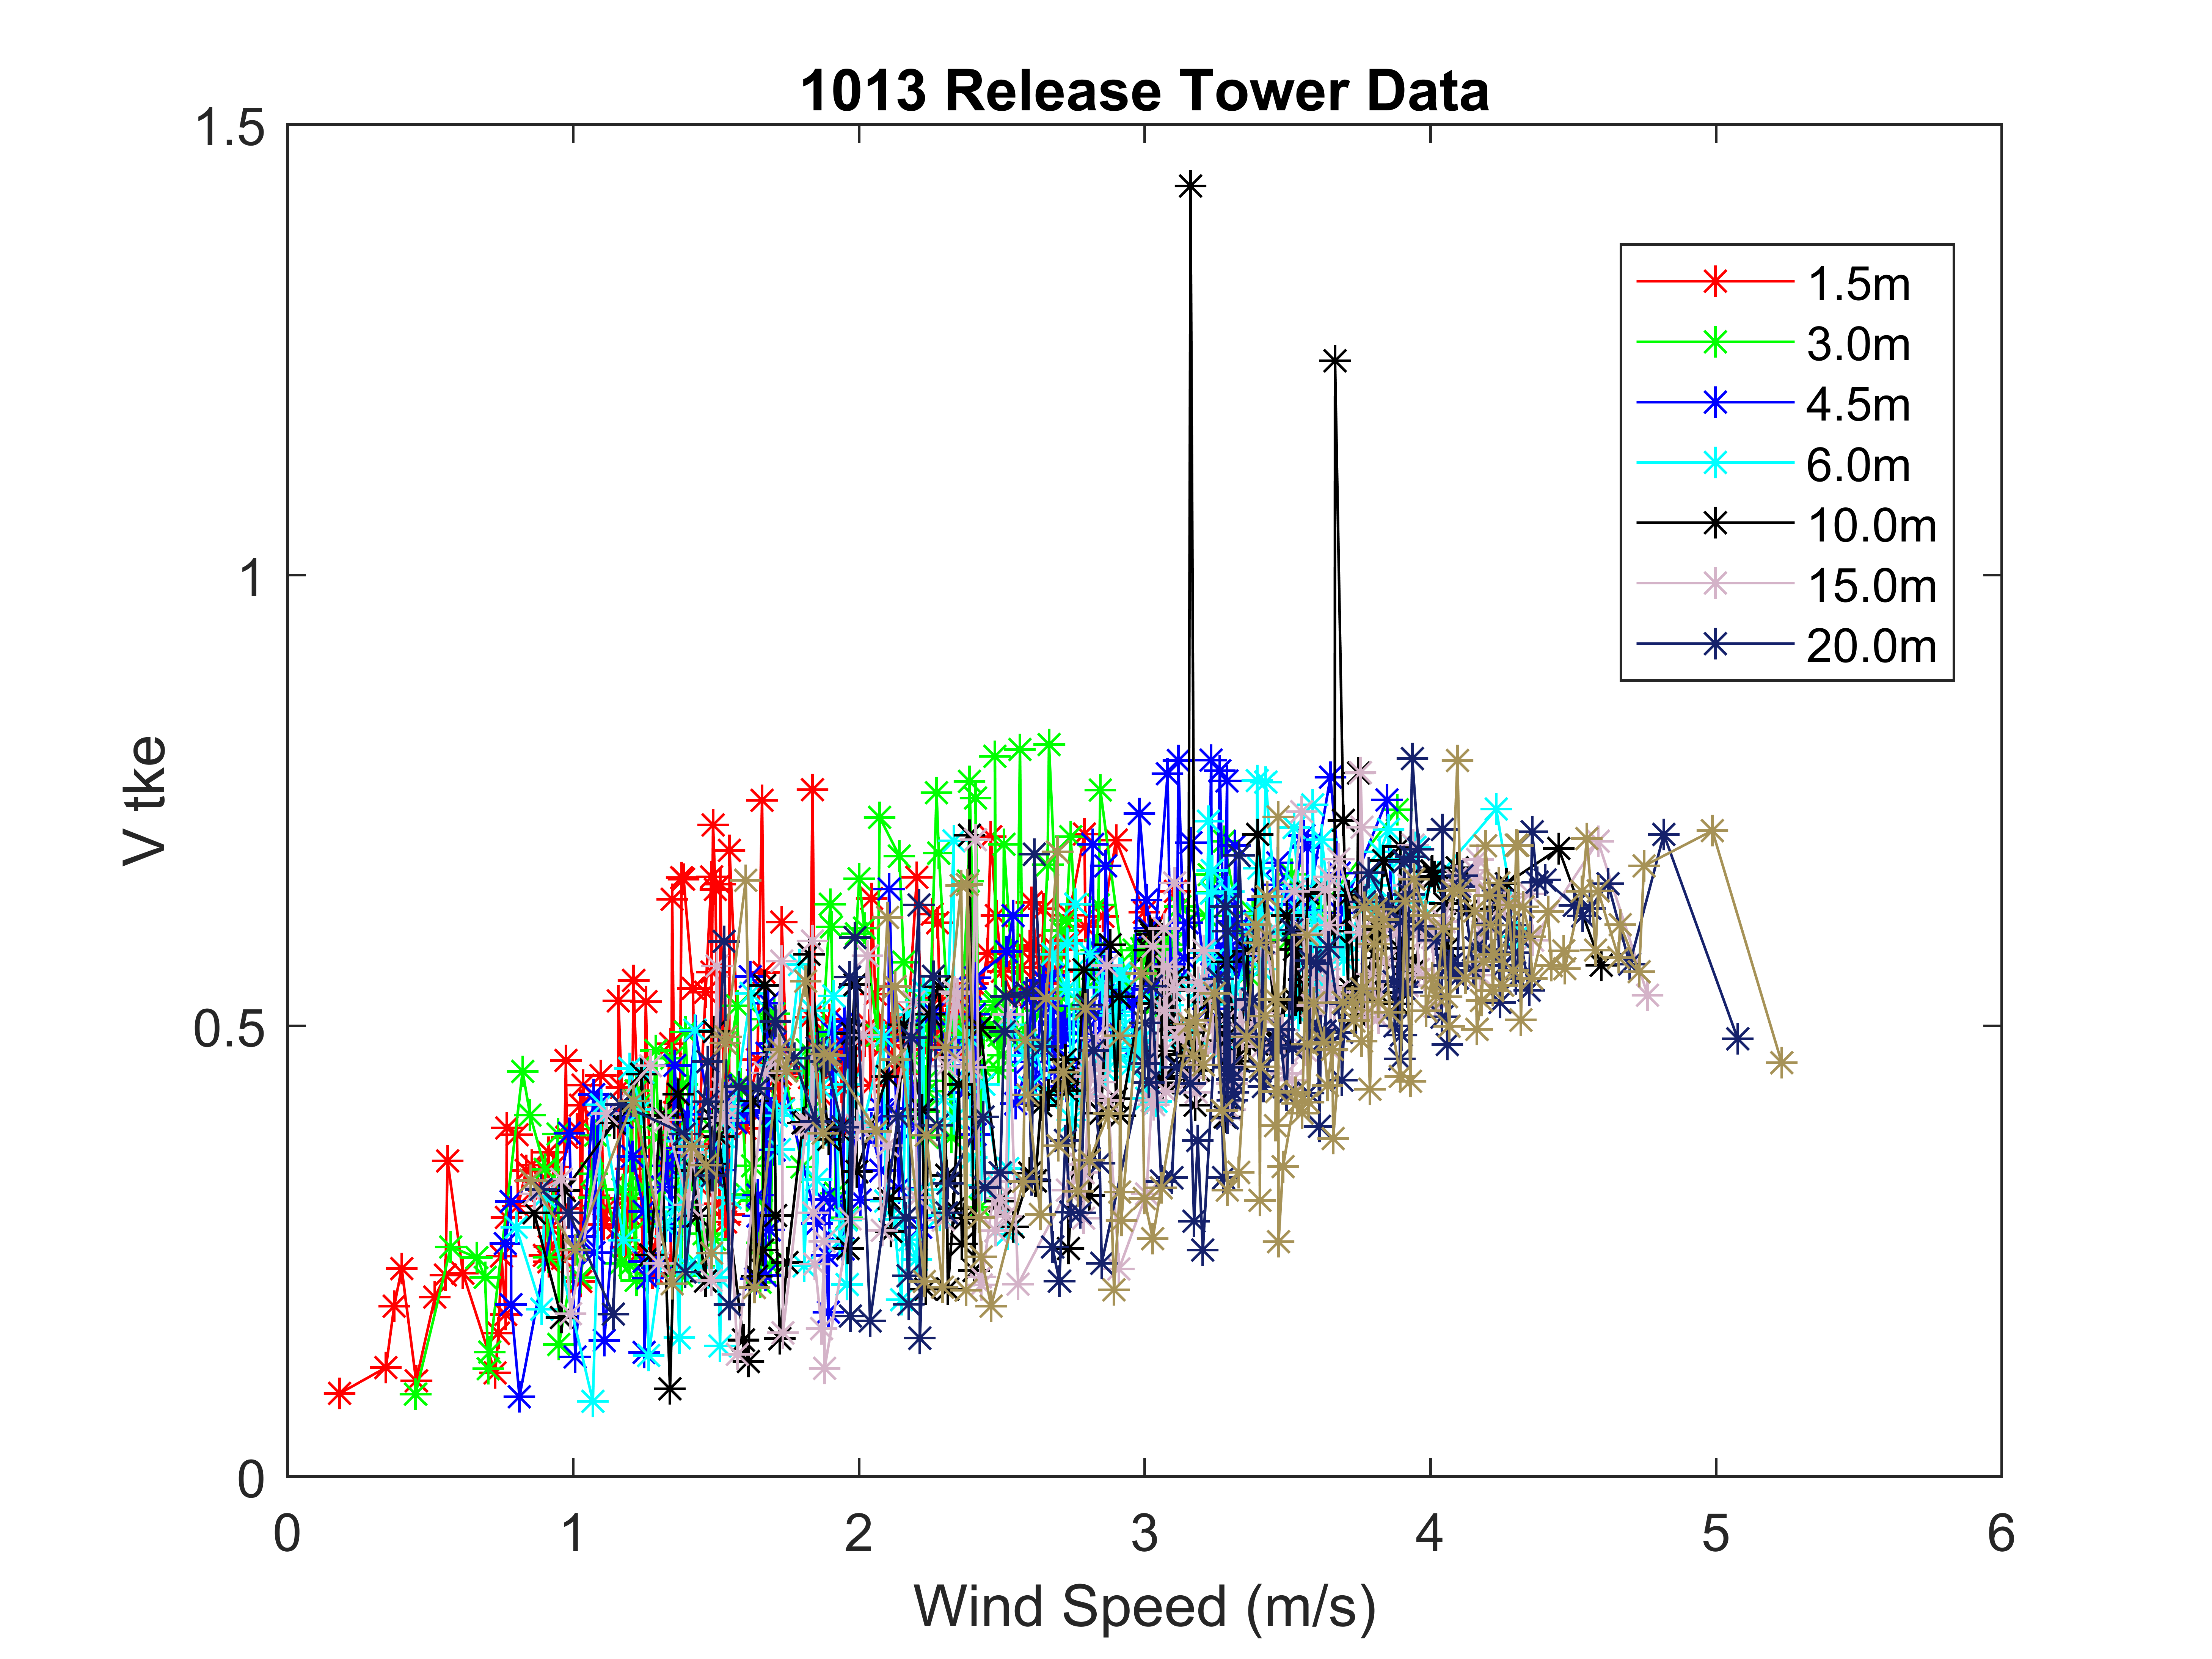 1013 Release Tower Data
1.5
1
0.5
0
V tke
1.5m
3.0m
4.5m
6.0m
10.0m
15.0m
20.0m
0 1 2 3 4 5 6
Wind Speed (m/s)